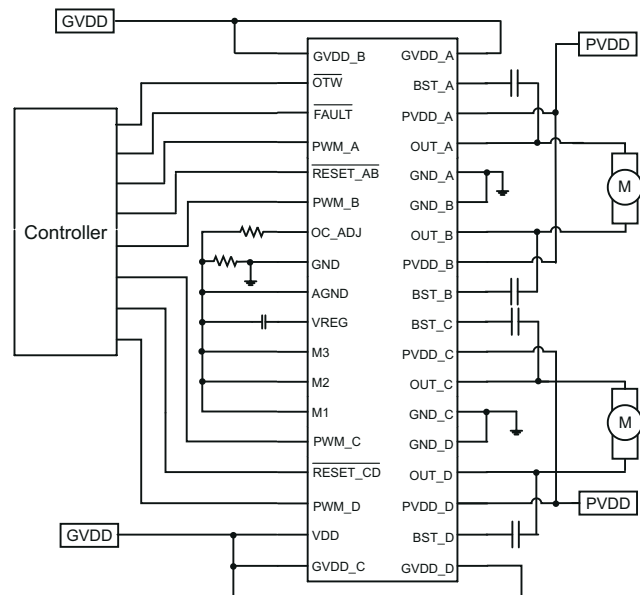 GVDD
GVDD_B
OTW
FAULT
PWM_A
RESET_AB
PWM_B
OC_ADJ
GND
AGND
VREG
M3
M2
M1
PWM_C
RESET_CD
PWM_D
VDD
GVDD_C
Controller
GVDD
GVDD_A
BST_A
PVDD_A
OUT_A
GND_A
GND_B
OUT_B
PVDD_B
BST_B
BST_C
PVDD_C
OUT_C
GND_C
GND_D
OUT_D
PVDD_D
BST_D
GVDD_D
PVDD
M
M
PVDD